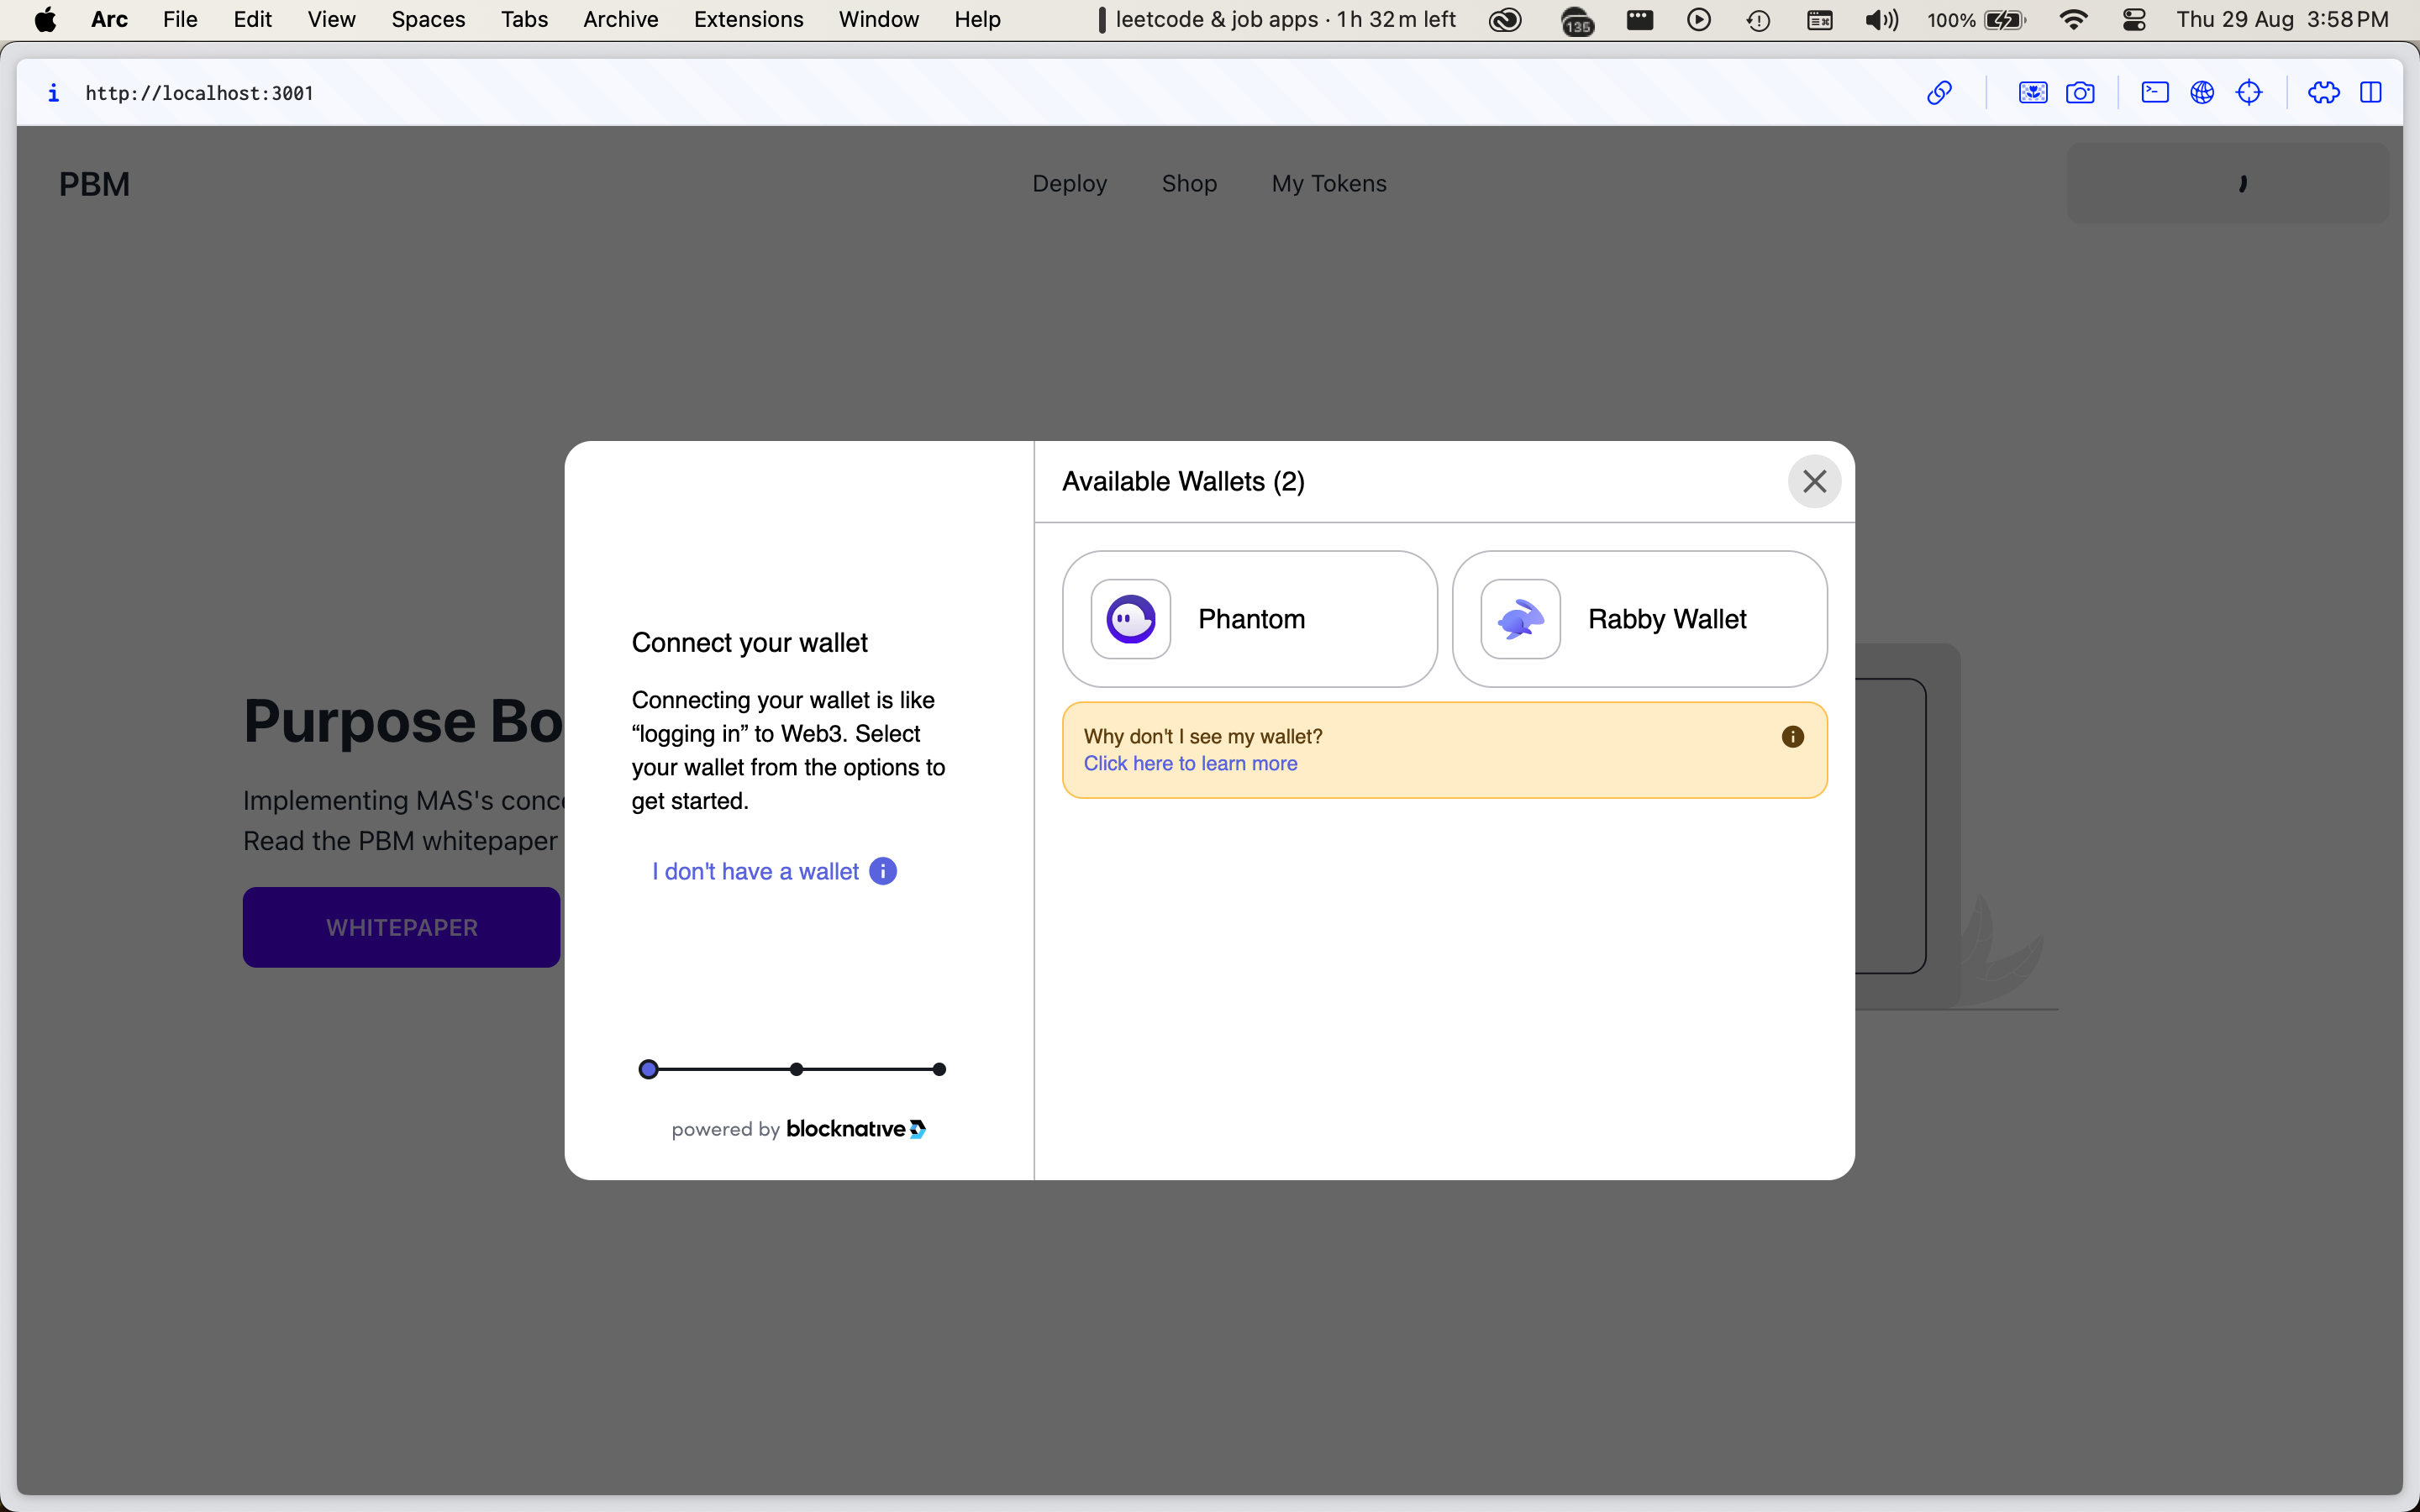 Arc File Edit View Spaces Tabs Archive Extensions Window Help leetcode & job apps · 1h 32m left 135 100% Thu 29 Aug 3:58 PM
http://localhost:3001
PBM Deploy Shop My Tokens
Available Wallets (2)
Phantom Rabby Wallet
Connect your wallet
Connecting your wallet is like
“logging in” to Web3. Select
your wallet from the options to
get started.
I don't have a wallet
powered by blocknative
Why don't I see my wallet?
Click here to learn more
Purpose Bo
Implementing MAS's conc
Read the PBM whitepaper
WHITEPAPER